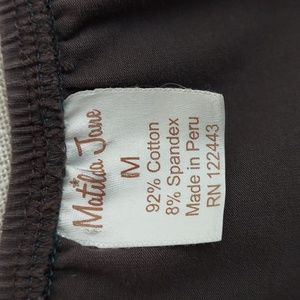 Matilda Jane
M
92% Cotton
8% Spandex
Made in Peru
RN 122443